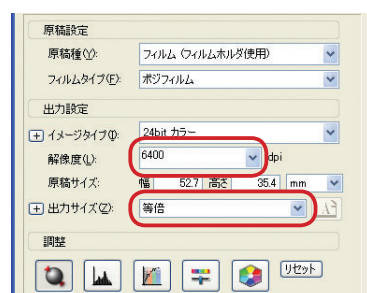 原稿設定
原稿種(Y): フィルム (フィルムホルダ使用)
フィルムタイプ(F): ポジフィルム
出力設定
イメージタイプ(I): 24bit カラー
解像度(L): 6400 dpi
原稿サイズ: 幅 52.7 高さ 35.4 mm
出力サイズ(Z): 等倍 A
調整
リセット